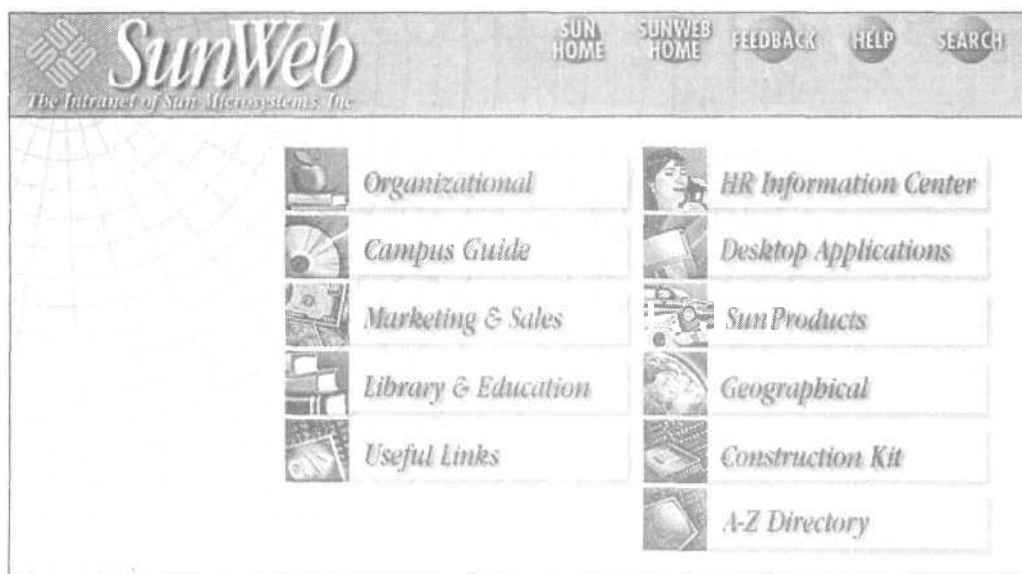 SUN HOME
SUNWEB HOME
FEEDBACK
HELP
SEARCH
SunWeb
The Intranet of Sun Microsystems, Inc
Organizational
Campus Guide
Marketing & Sales
Library & Education
Useful Links
HR Information Center
Desktop Applications
Sun Products
Geographical
Construction Kit
A-Z Directory